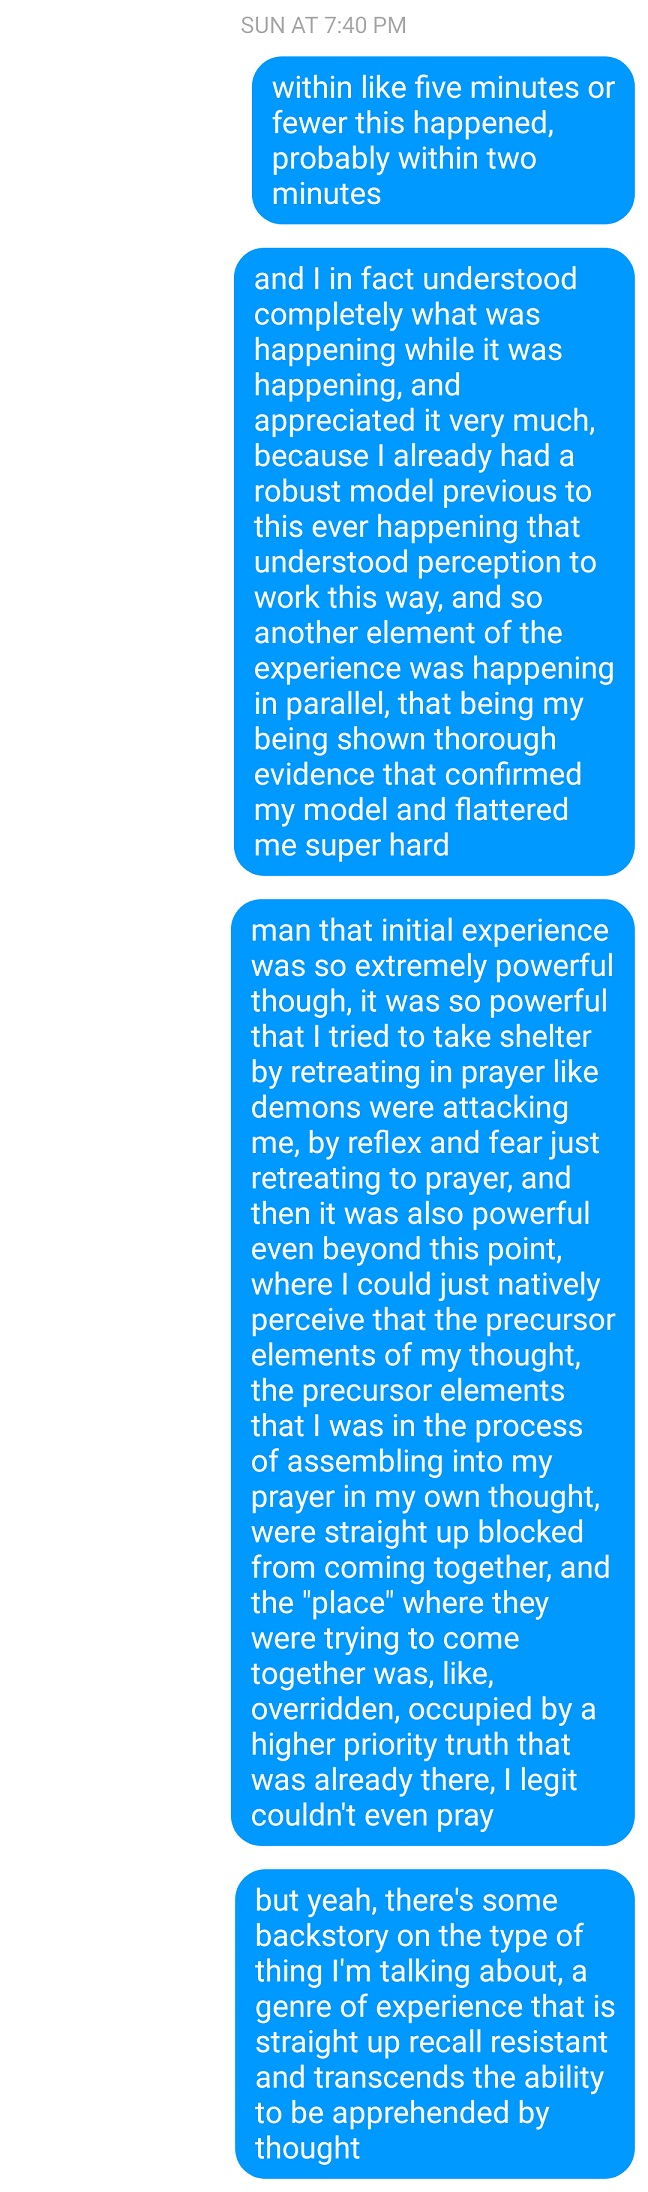 SUN AT 7:40 PM
within like five minutes or
fewer this happened,
probably within two
minutes
and I in fact understood
completely what was
happening while it was
happening, and
appreciated it very much,
because I already had a
robust model previous to
this ever happening that
understood perception to
work this way, and so
another element of the
experience was happening
in parallel, that being my
being shown thorough
evidence that confirmed
my model and flattered
me super hard
man that initial experience
was so extremely powerful
though, it was so powerful
that I tried to take shelter
by retreating in prayer like
demons were attacking
me, by reflex and fear just
retreating to prayer, and
then it was also powerful
even beyond this point,
where I could just natively
perceive that the precursor
elements of my thought,
the precursor elements
that I was in the process
of assembling into my
prayer in my own thought,
were straight up blocked
from coming together, and
the "place" where they
were trying to come
together was, like,
overridden, occupied by a
higher priority truth that
was already there, I legit
couldn't even pray
but yeah, there's some
backstory on the type of
thing I'm talking about, a
genre of experience that is
straight up recall resistant
and transcends the ability
to be apprehended by
thought